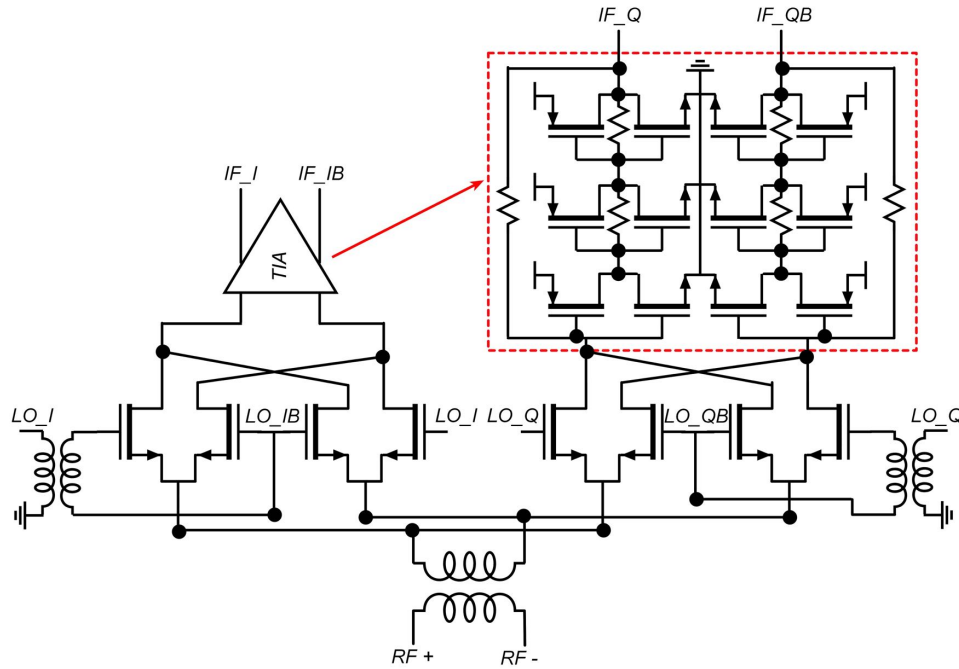 IF_Q IF_QB
IF_I IF_IB
TIA
LO_I LO_IB LO_I LO_Q LO_QB LO_Q
RF + RF -